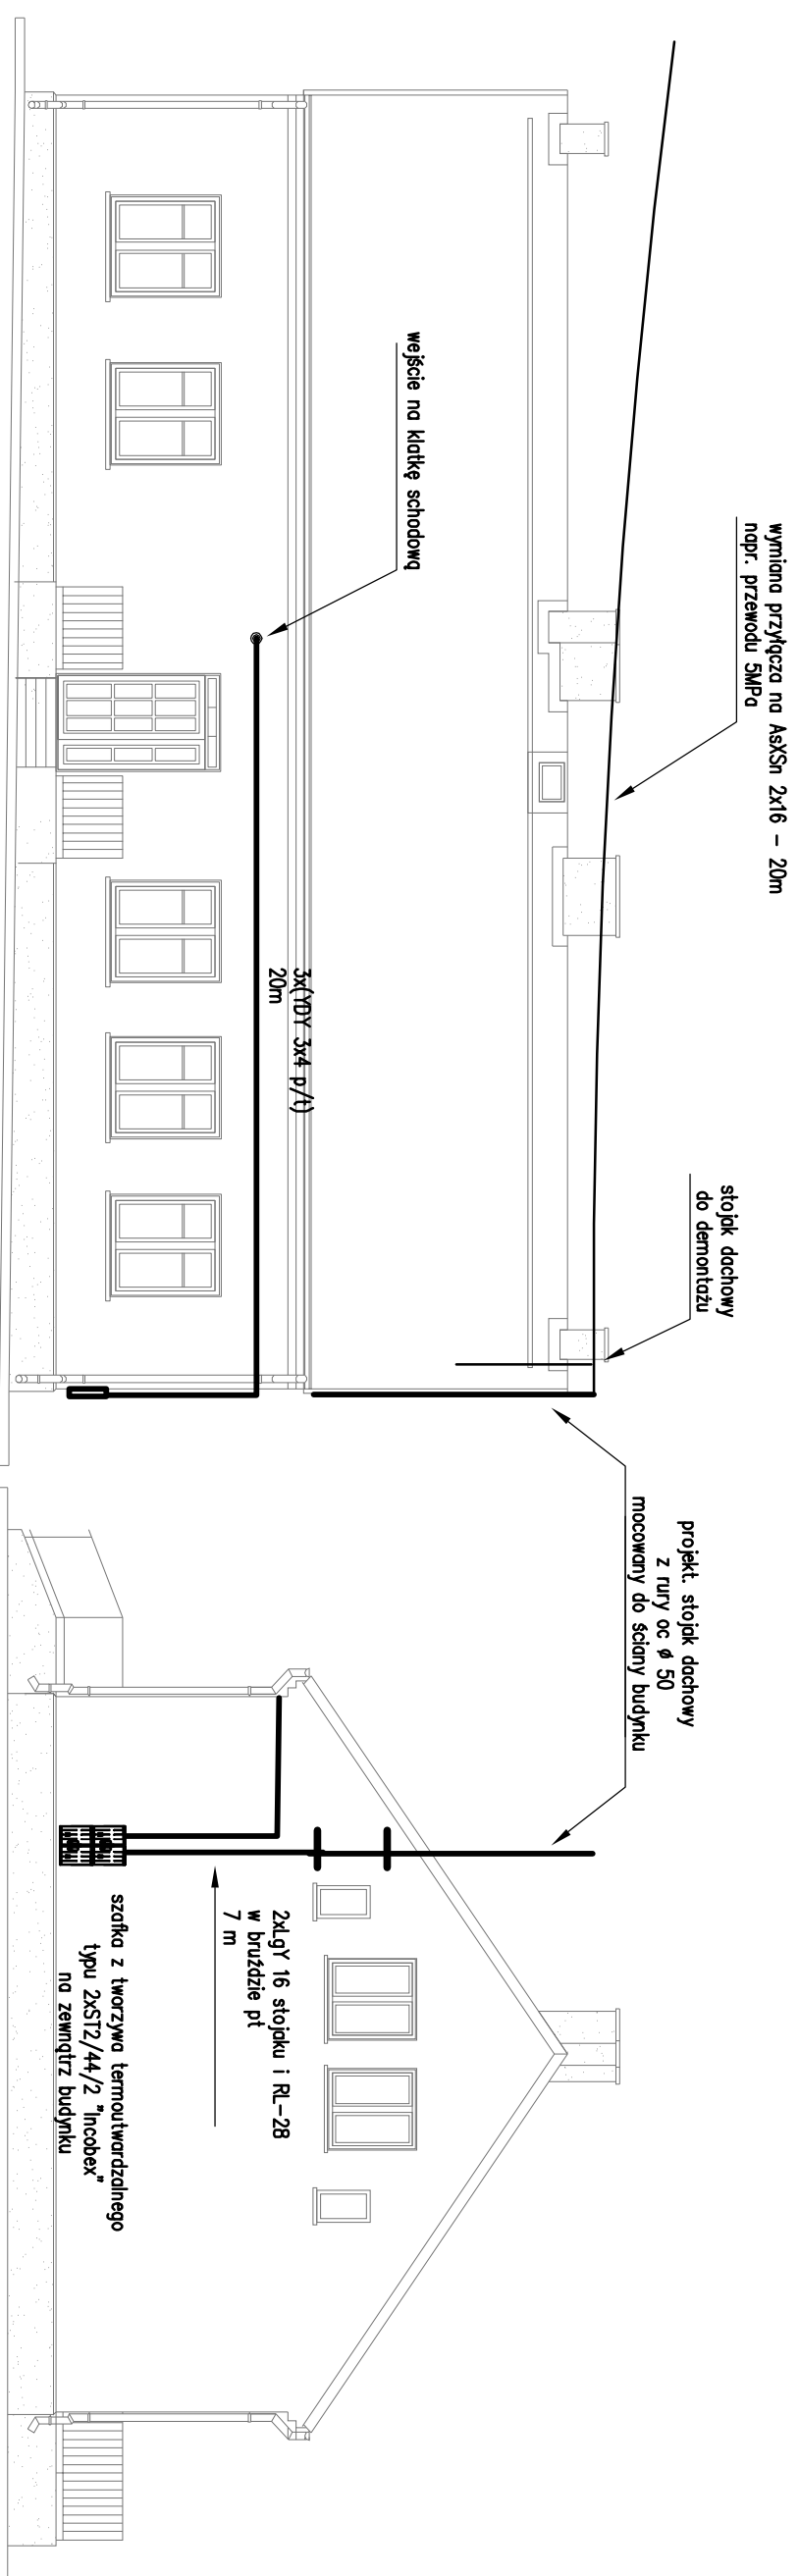 wymiana przyłącza na AsXSn 2x16 – 20m
napr. przewodu 5MPa
wejście na klatkę schodową
3x(YDY 3x4 p/t)
20m
stojak dachowy
do demontażu
projekt. stojak dachowy
z rury oc ø 50
mocowany do ściany budynku
2xLgY 16 stojaku i RL-28
w bruździe pt
7 m
szafka z tworzywa termoutwardzalnego
typu 2xST2/44/2 "Incobex"
na zewnątrz budynku